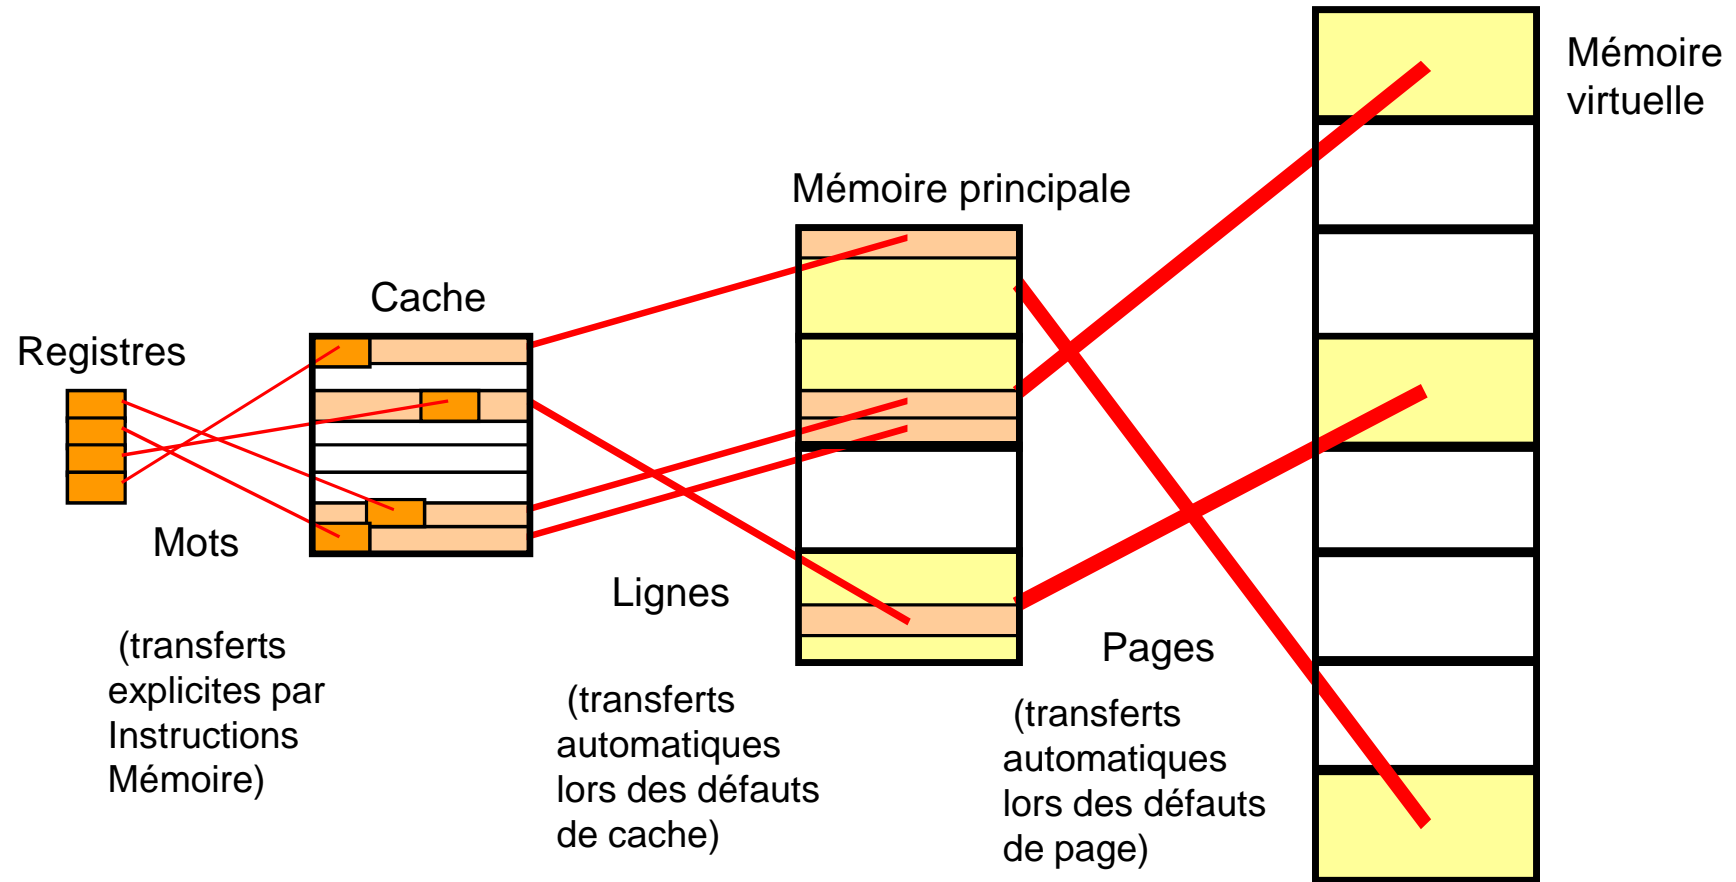 Registres
Cache
Mémoire principale
Mémoire
virtuelle
Mots
(transferts
explicites par
Instructions
Mémoire)
Lignes
(transferts
automatiques
lors des défauts
de cache)
Pages
(transferts
automatiques
lors des défauts
de page)